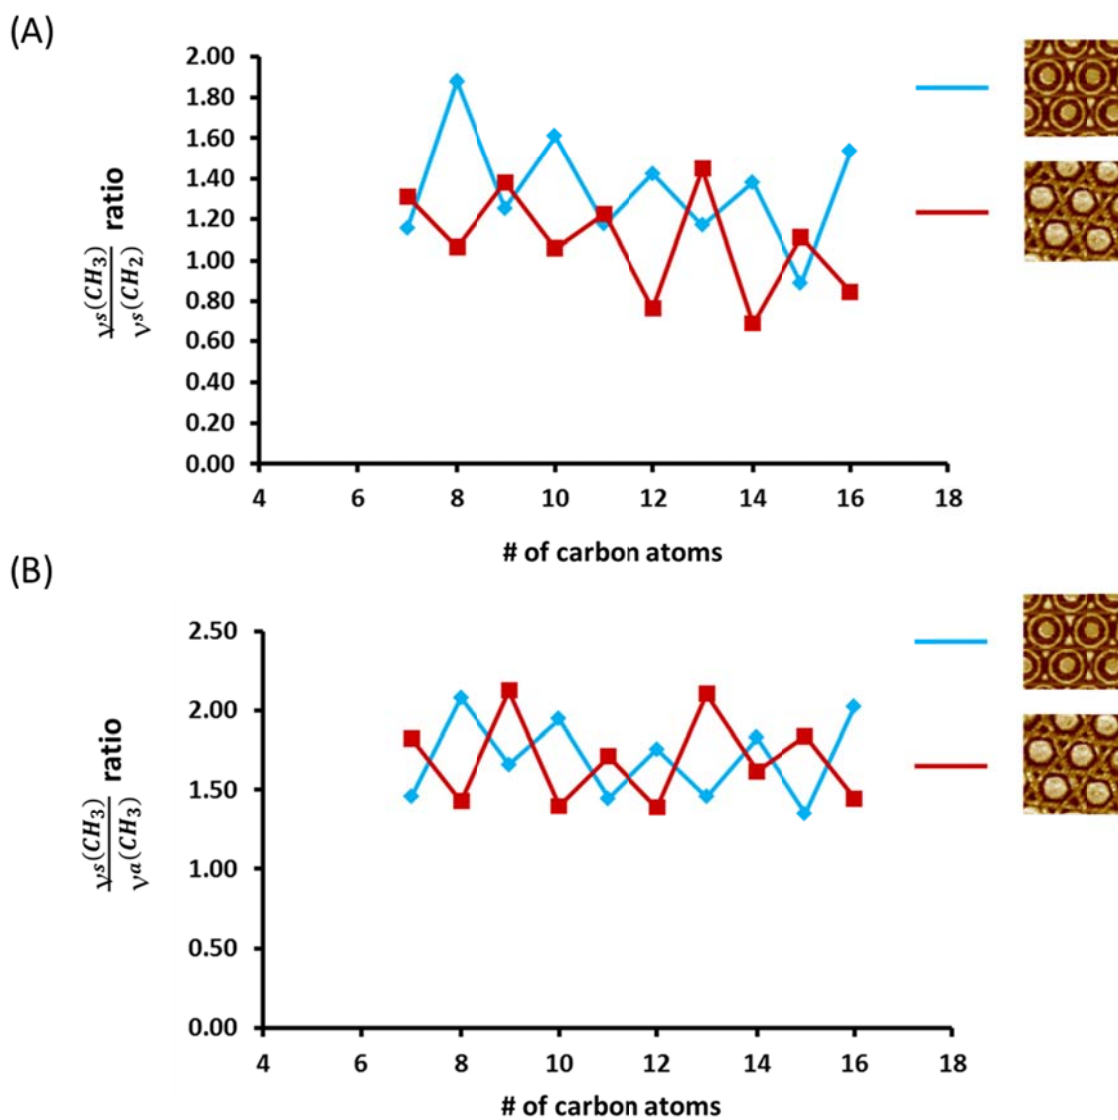 (A)
2.00
1.80
1.60
1.40
1.20
1.00
0.80
0.60
0.40
0.20
0.00
νˢ(CH₃)
νˢ(CH₂)
ratio
4 6 8 10 12 14 16 18
# of carbon atoms
(B)
2.50
2.00
1.50
1.00
0.50
0.00
νˢ(CH₃)
νᵃ(CH₃)
ratio
4 6 8 10 12 14 16 18
# of carbon atoms